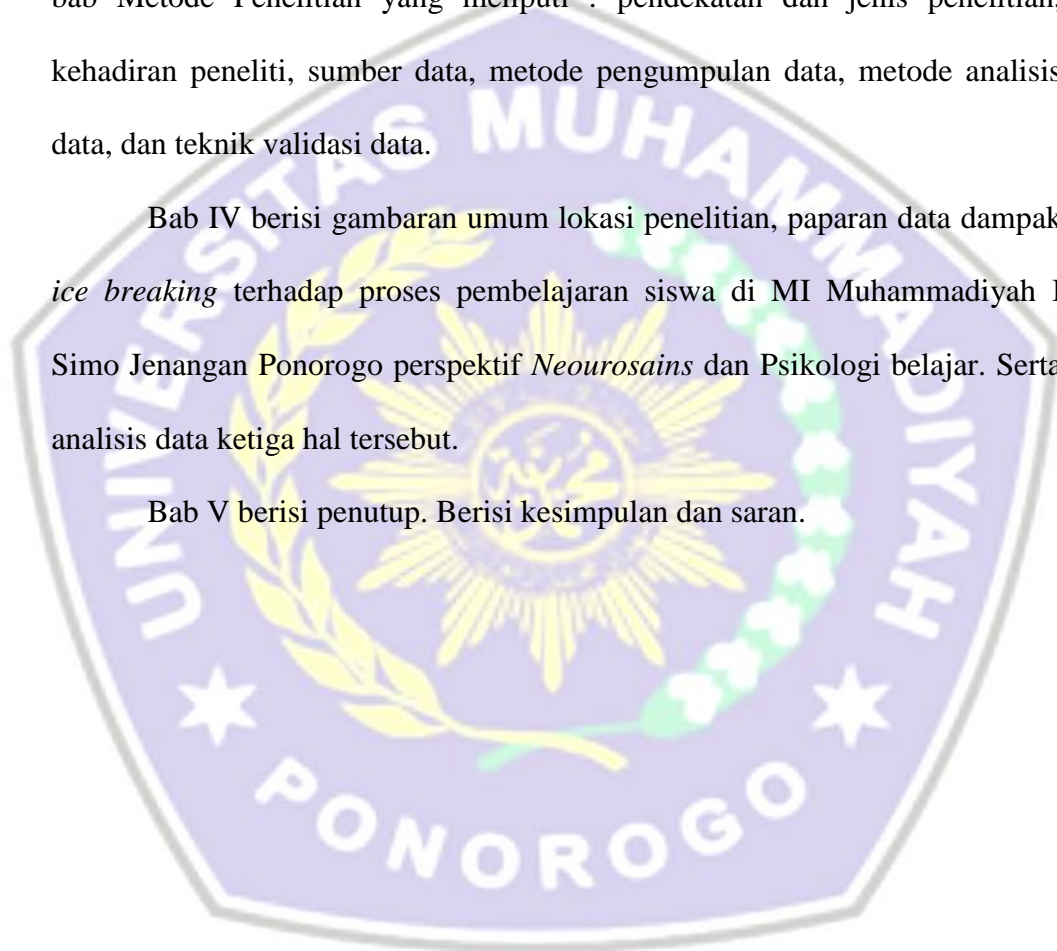 bab Metode Penelitian yang meliputi : pendekatan dan jenis penelitian,
kehadiran peneliti, sumber data, metode pengumpulan data, metode analisis
data, dan teknik validasi data.
Bab IV berisi gambaran umum lokasi penelitian, paparan data dampak
ice breaking terhadap proses pembelajaran siswa di MI Muhammadiyah I
Simo Jenangan Ponorogo perspektif Neourosains dan Psikologi belajar. Serta
analisis data ketiga hal tersebut.
Bab V berisi penutup. Berisi kesimpulan dan saran.
UNIVERSITAS MUHAMMADIYAH
PONOROGO